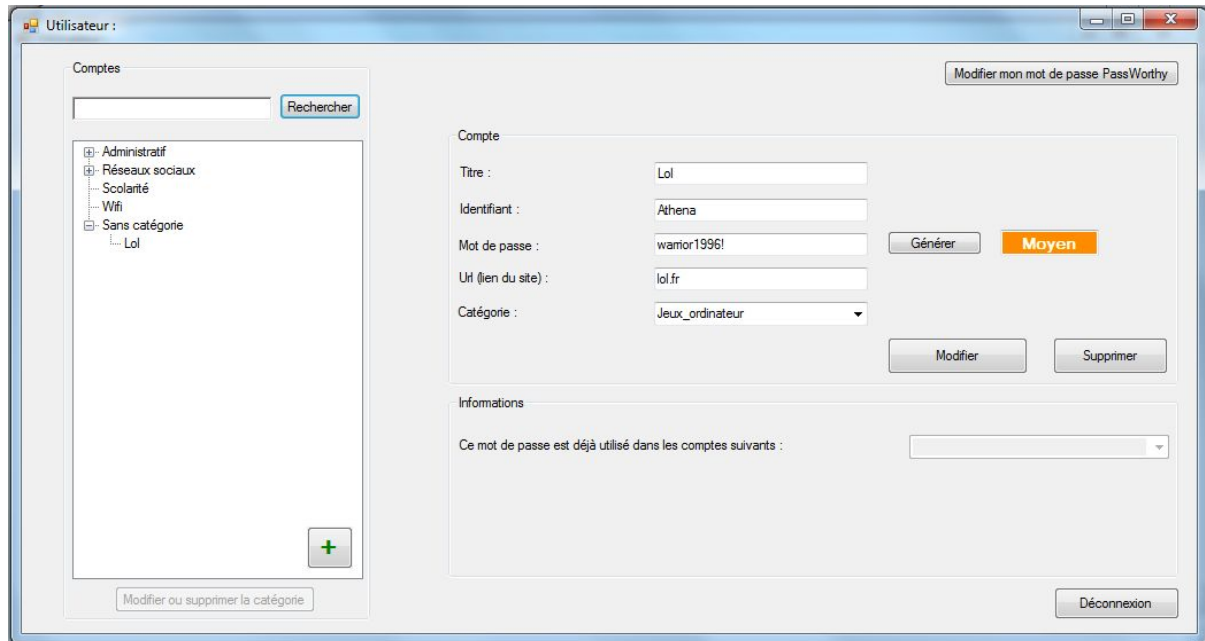 Utilisateur :
Comptes
Modifier mon mot de passe PassWorthy
Rechercher
Administratif
Réseaux sociaux
Scolarité
Wifi
Sans catégorie
Lol
Compte
Titre :
Lol
Identifiant :
Athena
Mot de passe :
warrior1996!
Générer
Moyen
Url (lien du site) :
lol.fr
Catégorie :
Jeux_ordinateur
Modifier
Supprimer
Informations
Ce mot de passe est déjà utilisé dans les comptes suivants :
+
Modifier ou supprimer la catégorie
Déconnexion